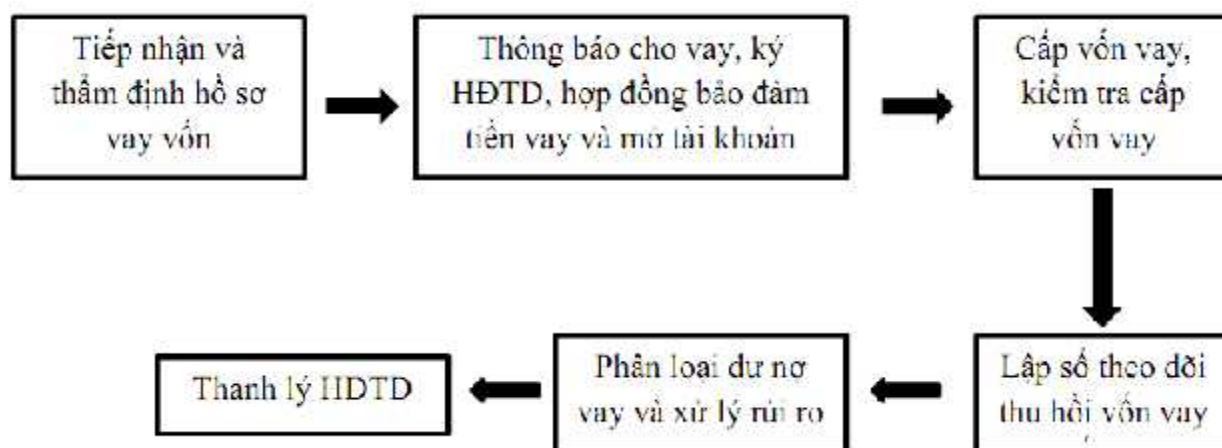 Tiếp nhận và
thẩm định hồ sơ
vay vốn
Thông báo cho vay, ký
HĐTD, hợp đồng bảo đảm
tiền vay và mở tài khoản
Cấp vốn vay,
kiểm tra cấp
vốn vay
Lập sổ theo dõi
thu hồi vốn vay
Phân loại dư nợ
vay và xử lý rủi ro
Thanh lý HĐTD